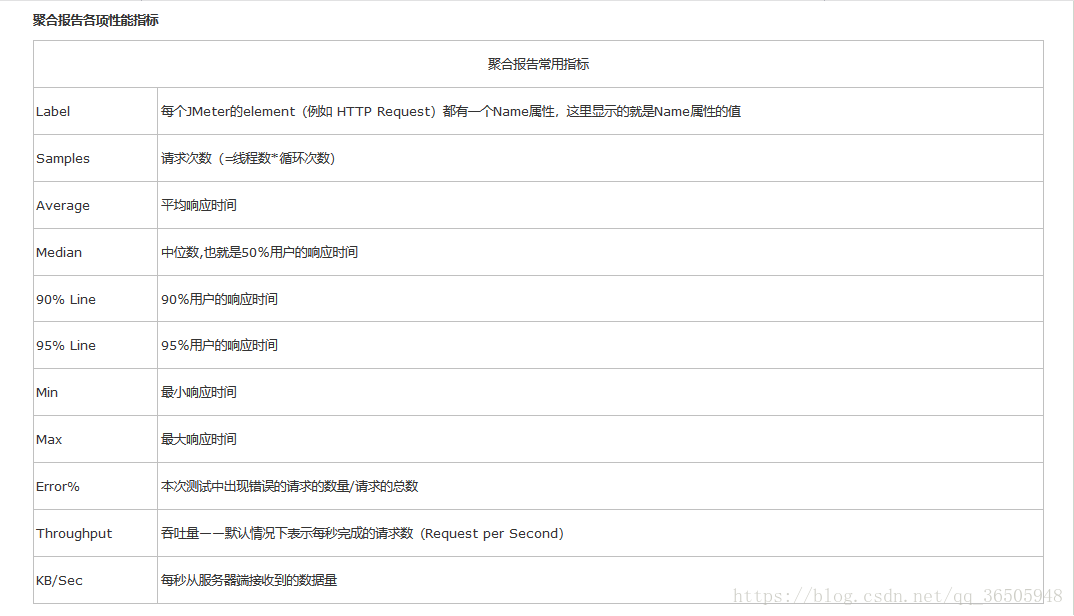 聚合报告各项性能指标
聚合报告常用指标
Label 每个JMeter的element（例如 HTTP Request）都有一个Name属性，这里显示的就是Name属性的值
Samples 请求次数（=线程数*循环次数）
Average 平均响应时间
Median 中位数,也就是50%用户的响应时间
90% Line 90%用户的响应时间
95% Line 95%用户的响应时间
Min 最小响应时间
Max 最大响应时间
Error% 本次测试中出现错误的请求的数量/请求的总数
Throughput 吞吐量——默认情况下表示每秒完成的请求数（Request per Second）
KB/Sec 每秒从服务器端接收到的数据量
https://blog.csdn.net/qq_36505948